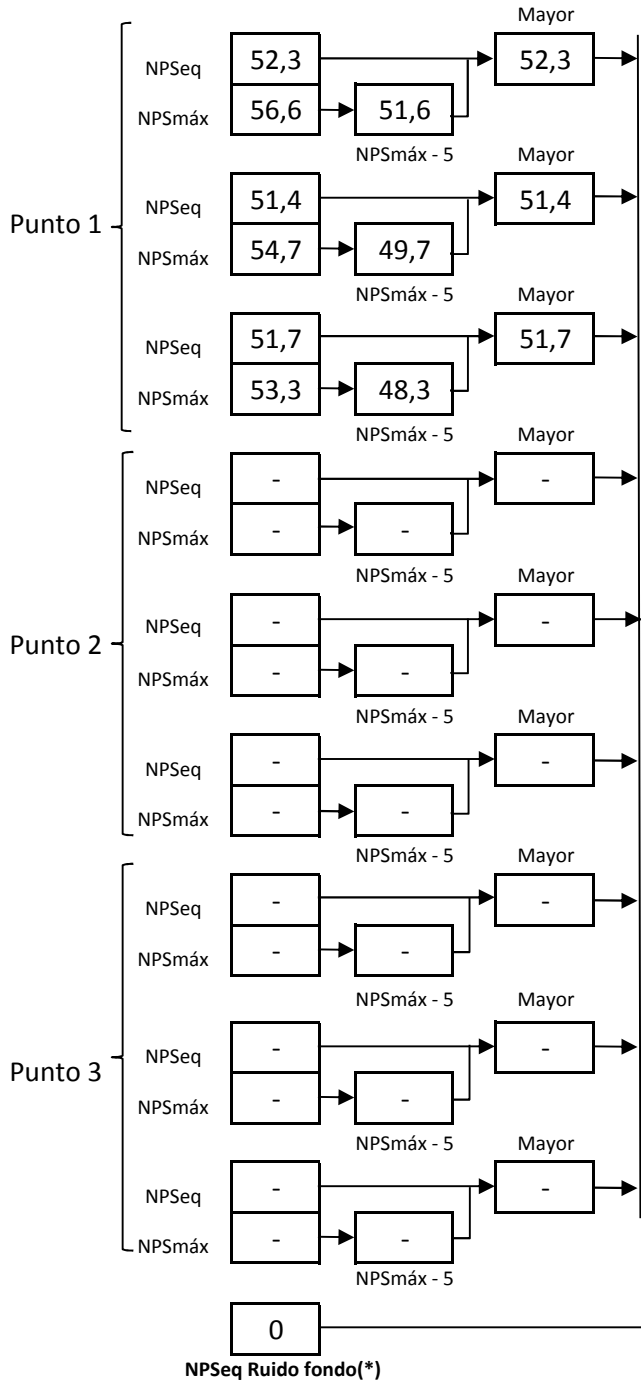 Mayor
NPSeq 52,3 52,3
NPSmáx 56,6 51,6
NPSmáx - 5 Mayor
Punto 1
NPSeq 51,4 51,4
NPSmáx 54,7 49,7
NPSmáx - 5 Mayor
NPSeq 51,7 51,7
NPSmáx 53,3 48,3
NPSmáx - 5 Mayor
NPSeq - -
NPSmáx - -
NPSmáx - 5 Mayor
Punto 2
NPSeq - -
NPSmáx - -
NPSmáx - 5 Mayor
NPSeq - -
NPSmáx - -
NPSmáx - 5 Mayor
NPSeq - -
NPSmáx - -
NPSmáx - 5 Mayor
Punto 3
NPSeq - -
NPSmáx - -
NPSmáx - 5 Mayor
NPSeq - -
NPSmáx - -
NPSmáx - 5
0
NPSeq Ruido fondo(*)